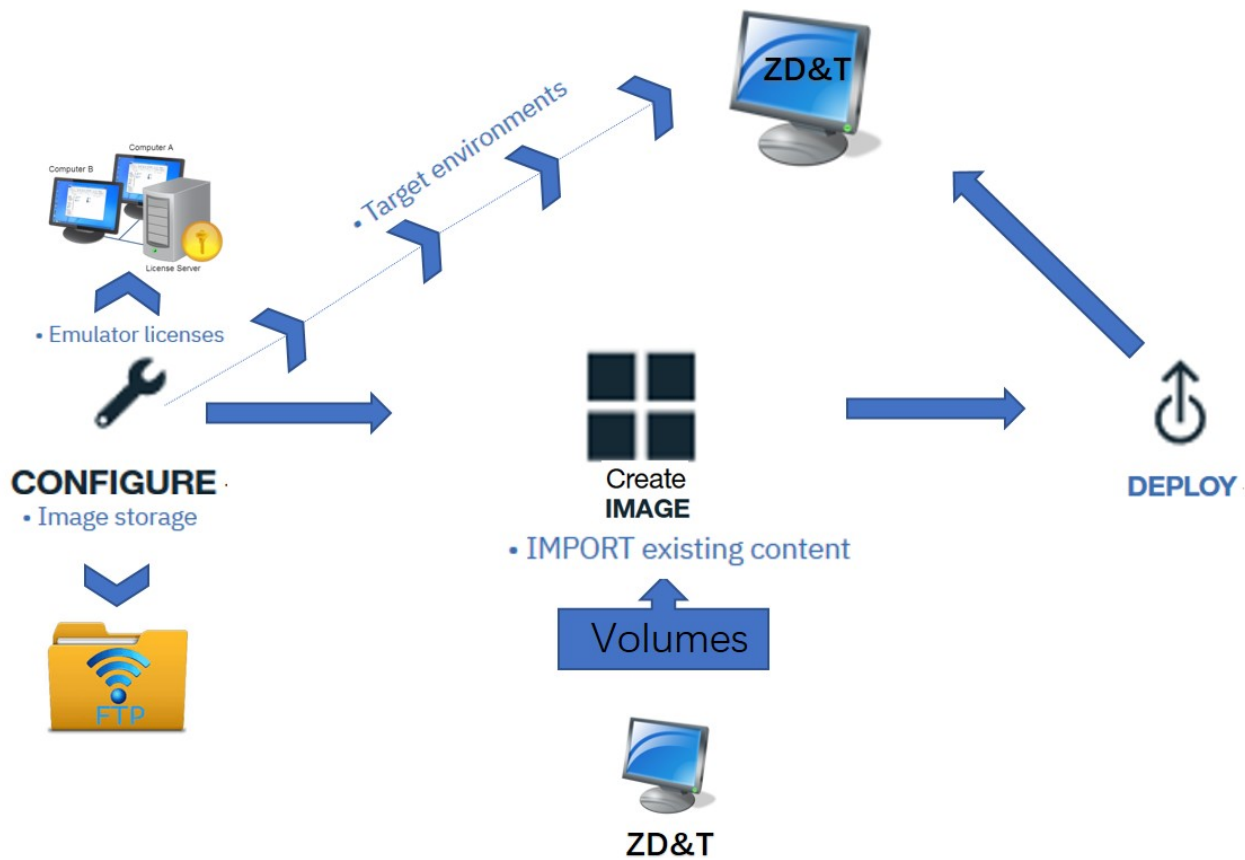 ZD&T
• Target environments
Computer A
Computer B
License Server
• Emulator licenses
CONFIGURE
• Image storage
FTP
Create
IMAGE
• IMPORT existing content
Volumes
ZD&T
DEPLOY